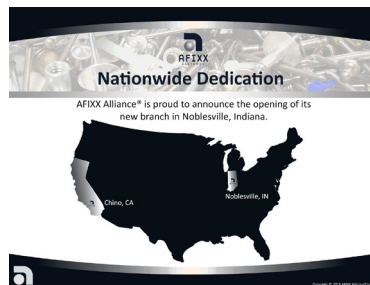 AFIXX
ALLIANCE
Nationwide Dedication
AFIXX Alliance® is proud to announce the opening of its
new branch in Noblesville, Indiana.
Chino, CA
Noblesville, IN